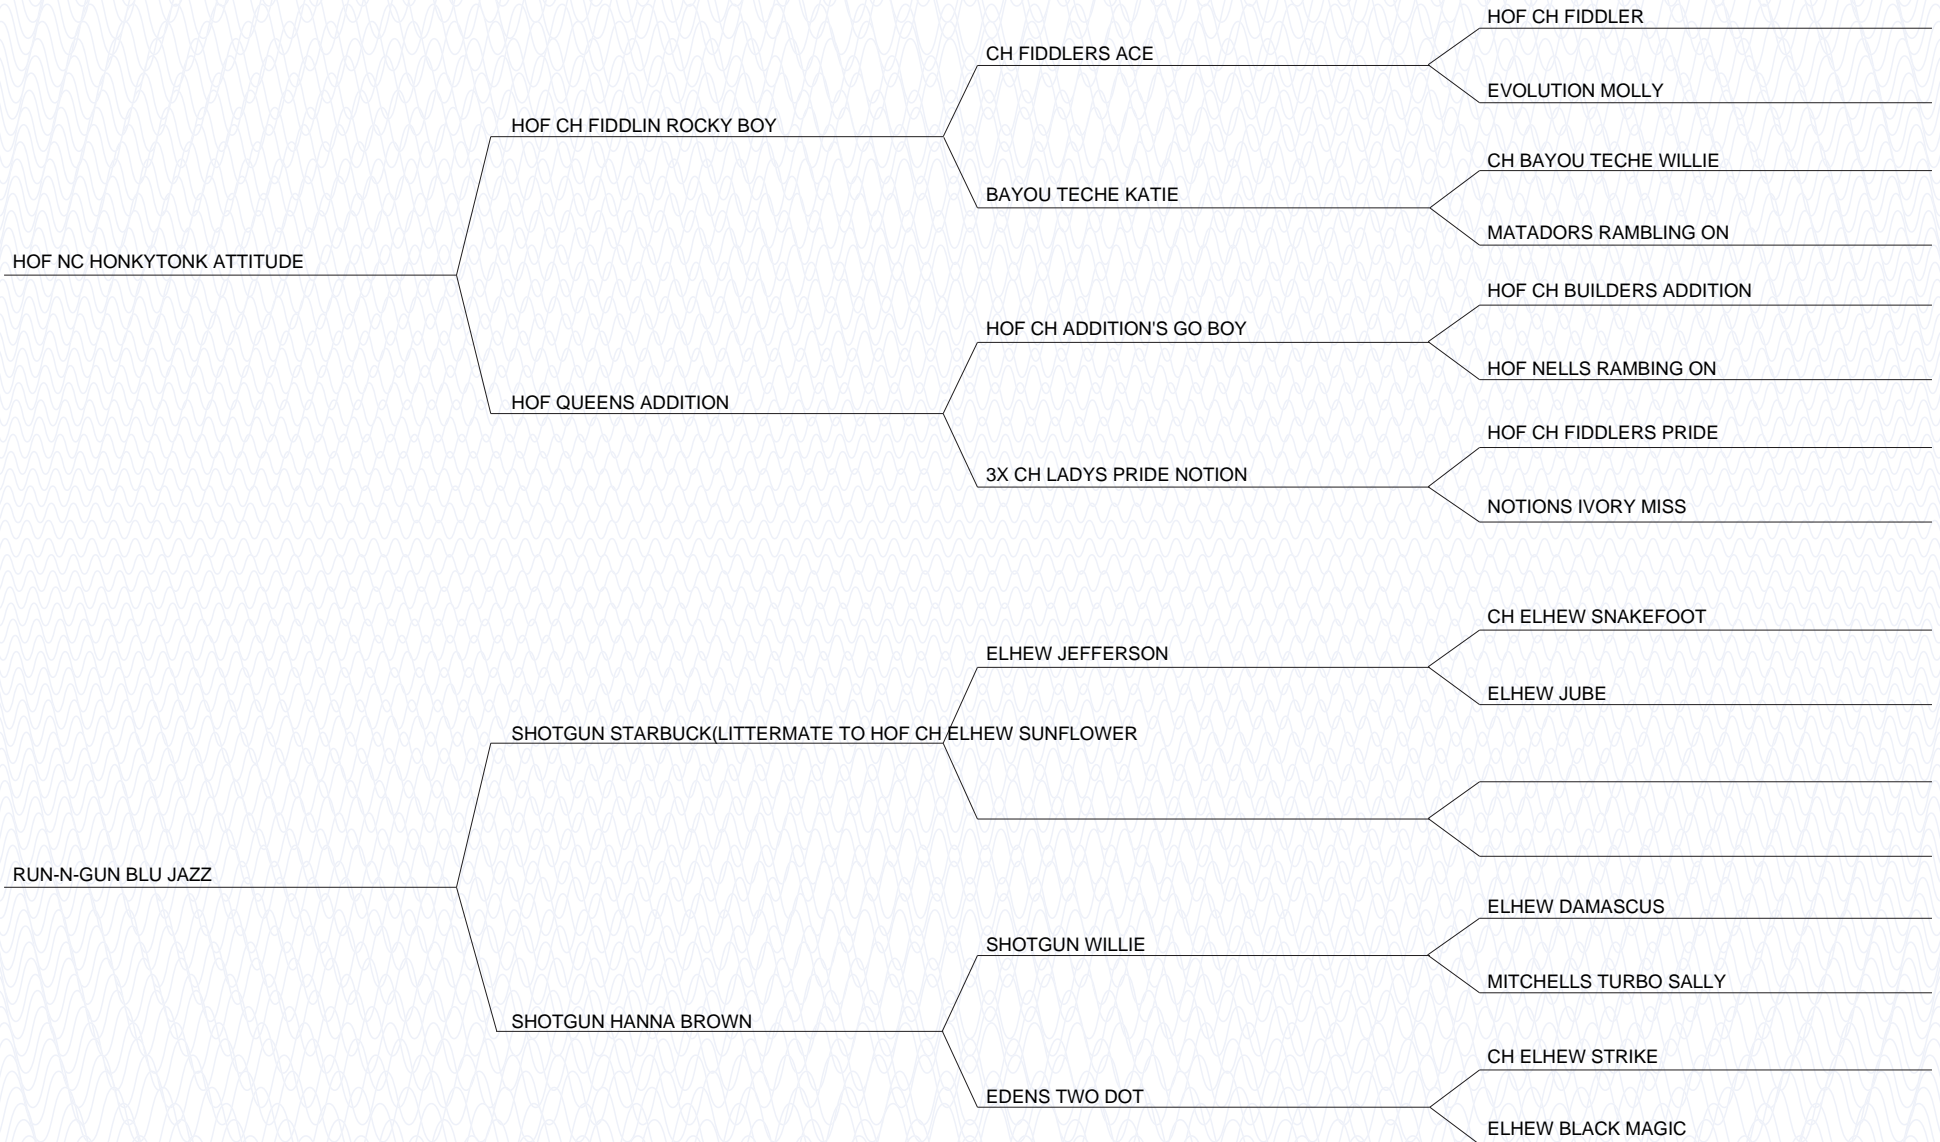 HOF CH FIDDLER
CH FIDDLERS ACE
EVOLUTION MOLLY
HOF CH FIDDLIN ROCKY BOY
CH BAYOU TECHE WILLIE
BAYOU TECHE KATIE
MATADORS RAMBLING ON
HOF NC HONKYTONK ATTITUDE
HOF CH BUILDERS ADDITION
HOF CH ADDITION'S GO BOY
HOF NELLS RAMBING ON
HOF QUEENS ADDITION
HOF CH FIDDLERS PRIDE
3X CH LADYS PRIDE NOTION
NOTIONS IVORY MISS
CH ELHEW SNAKEFOOT
ELHEW JEFFERSON
ELHEW JUBE
SHOTGUN STARBUCK(LITTERMATE TO HOF CH ELHEW SUNFLOWER
RUN-N-GUN BLU JAZZ
ELHEW DAMASCUS
SHOTGUN WILLIE
MITCHELLS TURBO SALLY
SHOTGUN HANNA BROWN
CH ELHEW STRIKE
EDENS TWO DOT
ELHEW BLACK MAGIC